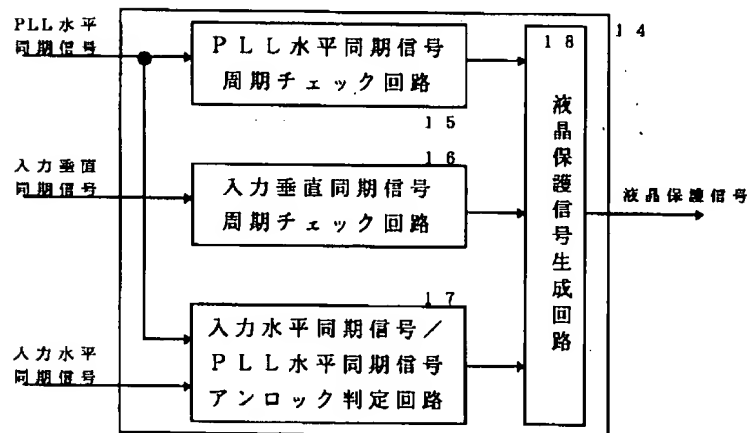 PLL水平
同期信号
PLL水平同期信号
周期チェック回路
15
18
14
入力垂直
同期信号
16
入力垂直同期信号
周期チェック回路
液晶保護信号生成回路
液晶保護信号
17
入力水平同期信号/
PLL水平同期信号
アンロック判定回路
入力水平
同期信号